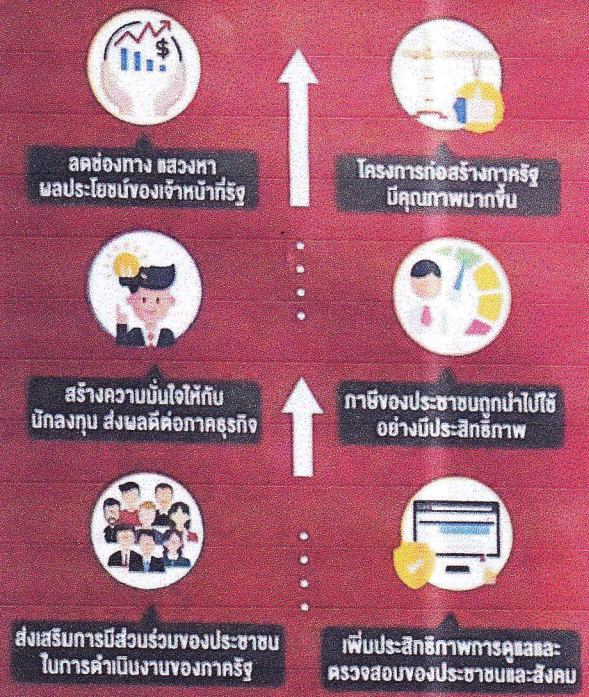 $
ลดช่องทาง แสวงหา
ผลประโยชน์ของเจ้าหน้าที่รัฐ
โครงการก่อสร้างภาครัฐ
มีคุณภาพมากขึ้น
สร้างความมั่นใจให้กับ
นักลงทุน ส่งผลดีต่อภาคธุรกิจ
ภาษีของประชาชนถูกนำไปใช้
อย่างมีประสิทธิภาพ
ส่งเสริมการมีส่วนร่วมของประชาชน
ในการดำเนินงานของภาครัฐ
เพิ่มประสิทธิภาพการดูแลและ
ตรวจสอบของประชาชนและสังคม